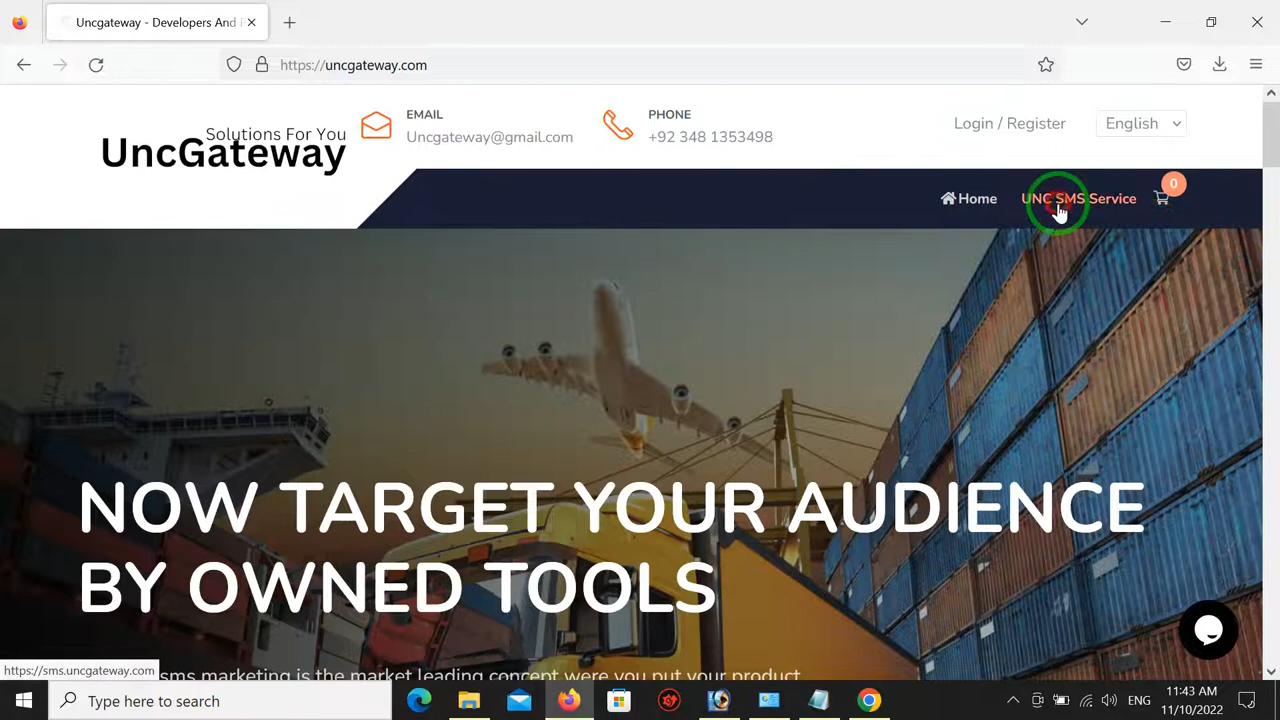 Uncgateway - Developers And
https://uncgateway.com
Solutions For You
UncGateway
EMAIL
Uncgateway@gmail.com
PHONE
+92 348 1353498
Login / Register
English
Home
UNC SMS Service
0
NOW TARGET YOUR AUDIENCE
BY OWNED TOOLS
sms marketing is the market leading concept were you put your product
https://sms.uncgateway.com
Type here to search
ENG
11:43 AM
11/10/2022